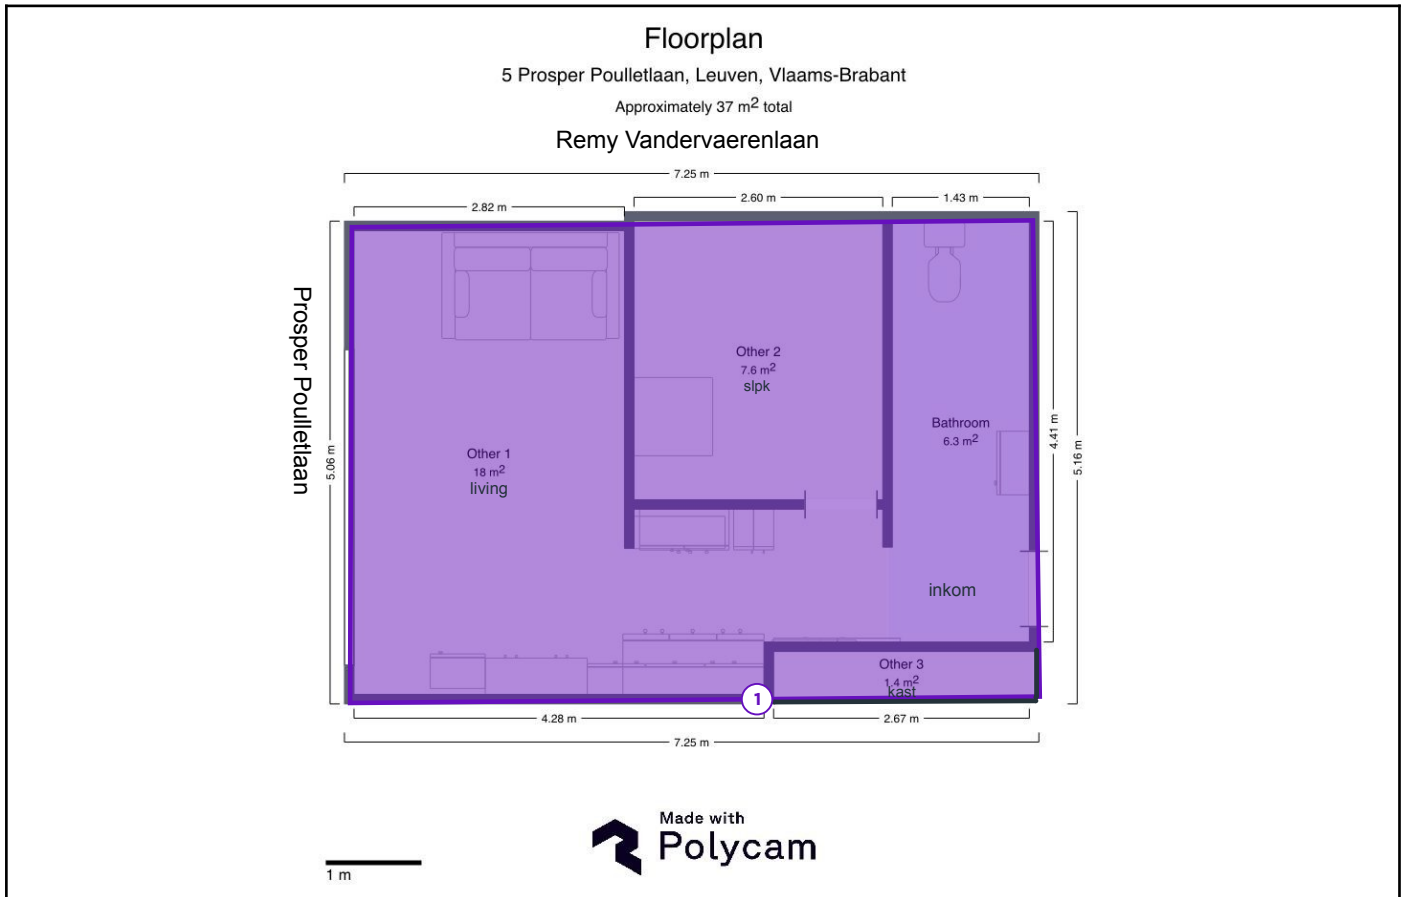 Floorplan
5 Prosper Poulletlaan, Leuven, Vlaams-Brabant
Approximately 37 m² total
Remy Vandervaerenlaan
7.25 m
2.82 m
2.60 m
1.43 m
Prosper Poulletlaan
5.06 m
Other 2
7.6 m²
slpk
Bathroom
6.3 m²
4.41 m
5.16 m
Other 1
18 m²
living
inkom
Other 3
1.4 m²
kast
1
4.28 m
2.67 m
7.25 m
Made with
Polycam
1 m